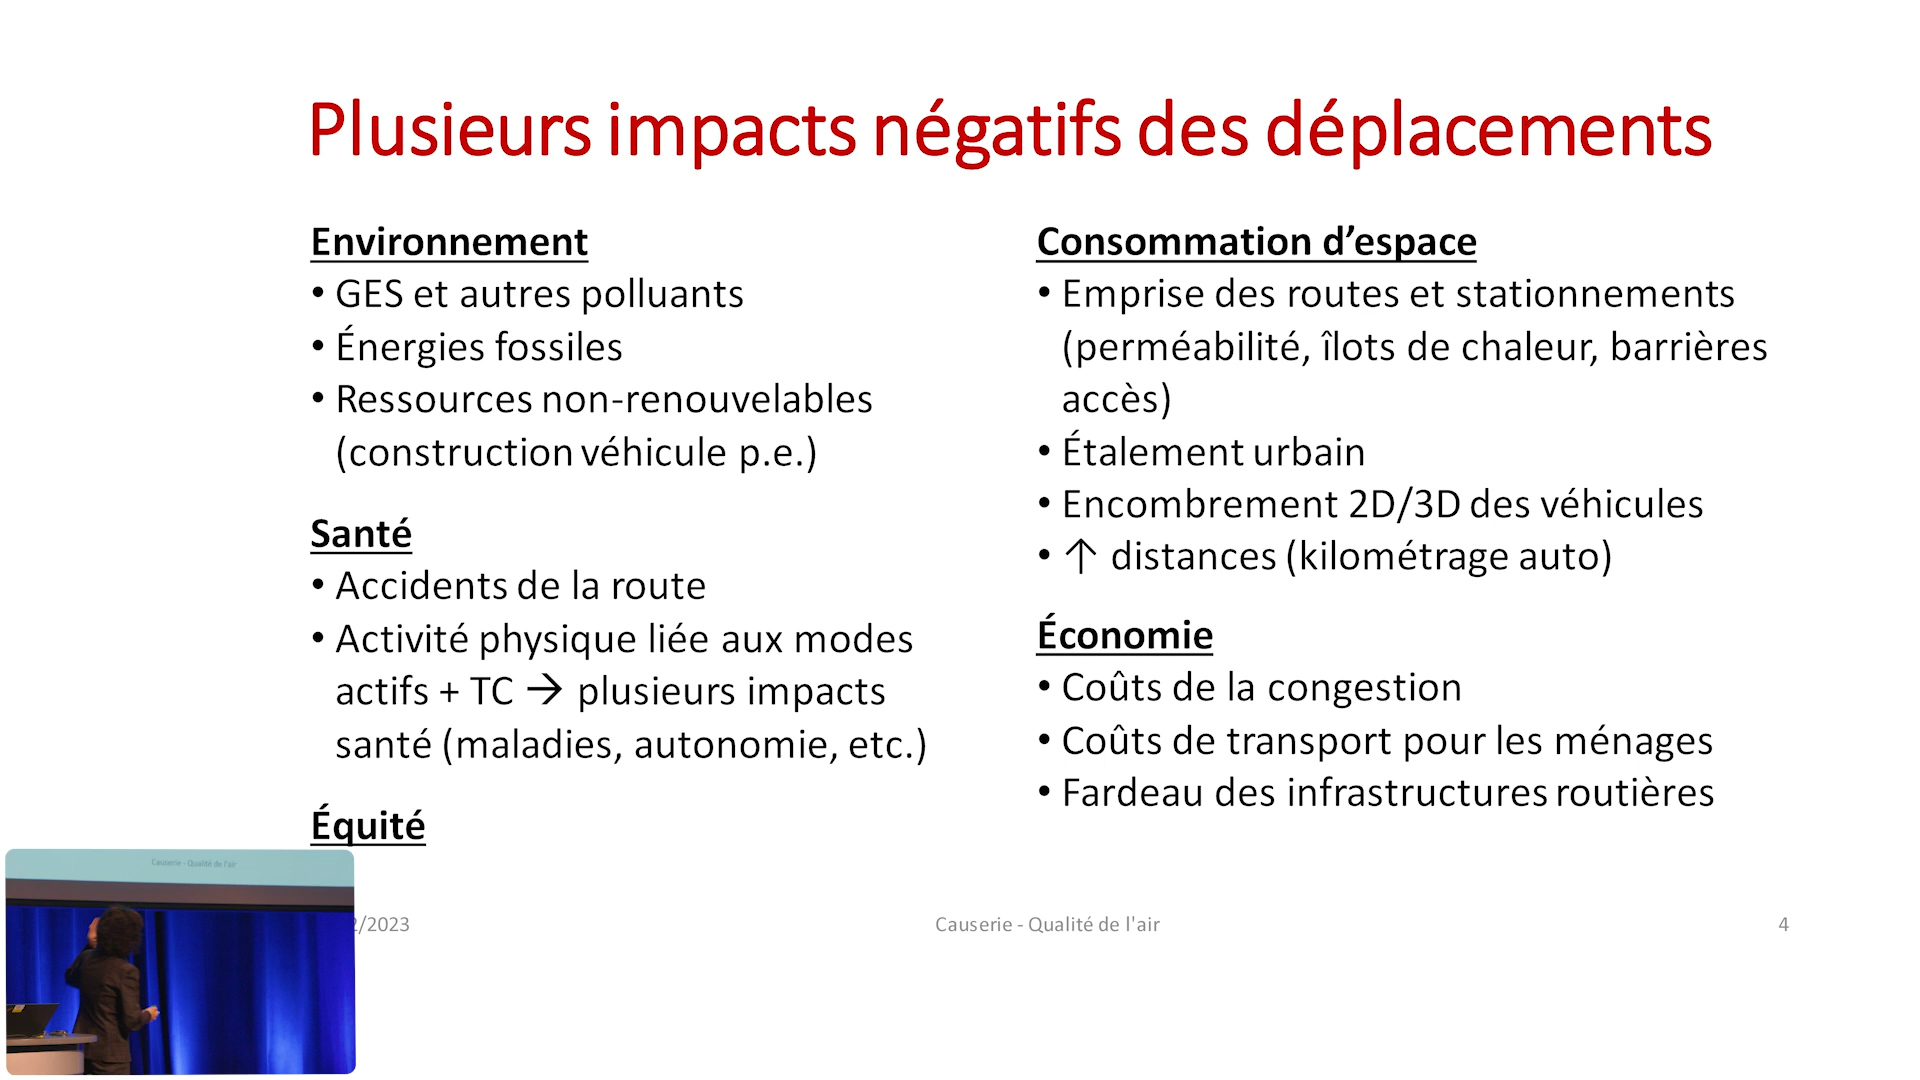 Plusieurs impacts négatifs des déplacements
Environnement
• GES et autres polluants
• Énergies fossiles
• Ressources non-renouvelables
(construction véhicule p.e.)
Santé
• Accidents de la route
• Activité physique liée aux modes
actifs + TC → plusieurs impacts
santé (maladies, autonomie, etc.)
Équité
Consommation d’espace
• Emprise des routes et stationnements
(perméabilité, îlots de chaleur, barrières
accès)
• Étalement urbain
• Encombrement 2D/3D des véhicules
• ↑ distances (kilométrage auto)
Économie
• Coûts de la congestion
• Coûts de transport pour les ménages
• Fardeau des infrastructures routières
Causerie - Qualité de l'air
2/2023
Causerie - Qualité de l'air
4